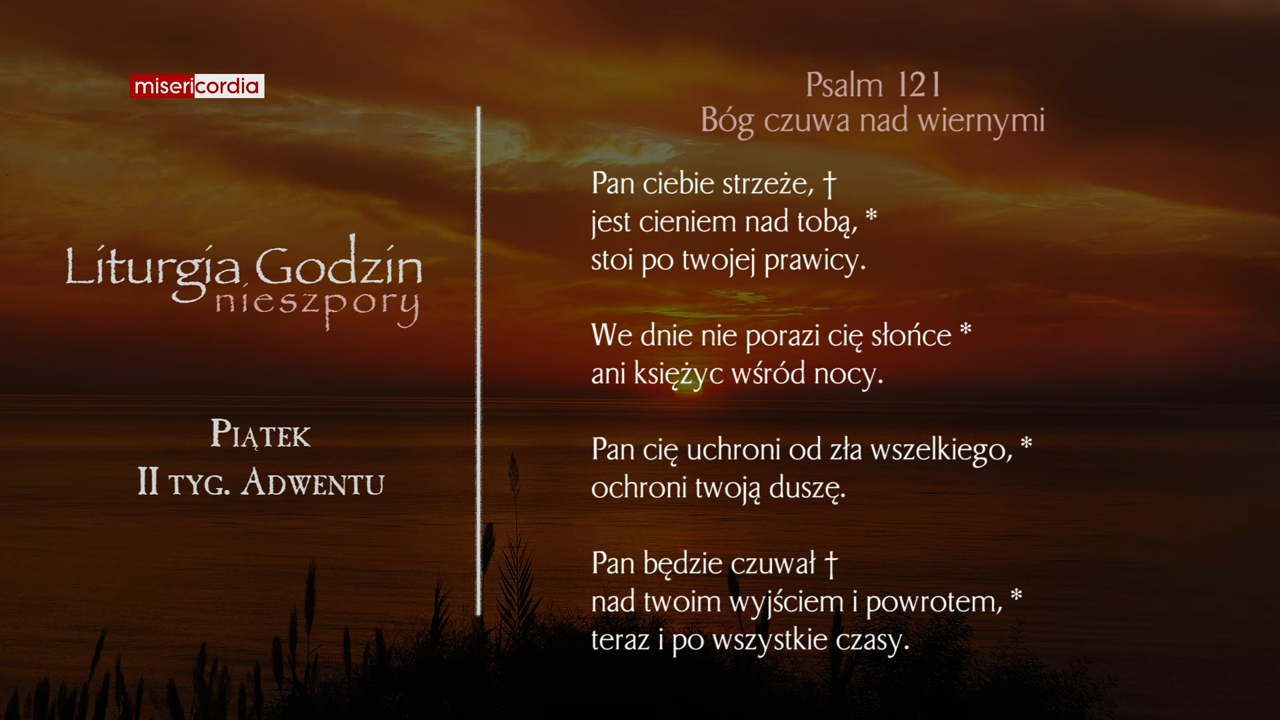 misericordia
Liturgia Godzin
nieszpory
Piątek
II tyg. Adwentu
Psalm 121
Bóg czuwa nad wiernymi
Pan ciebie strzeże, †
jest cieniem nad tobą, *
stoi po twojej prawicy.
We dnie nie porazi cię słońce *
ani księżyc wśród nocy.
Pan cię uchroni od zła wszelkiego, *
ochroni twoją duszę.
Pan będzie czuwał †
nad twoim wyjściem i powrotem, *
teraz i po wszystkie czasy.